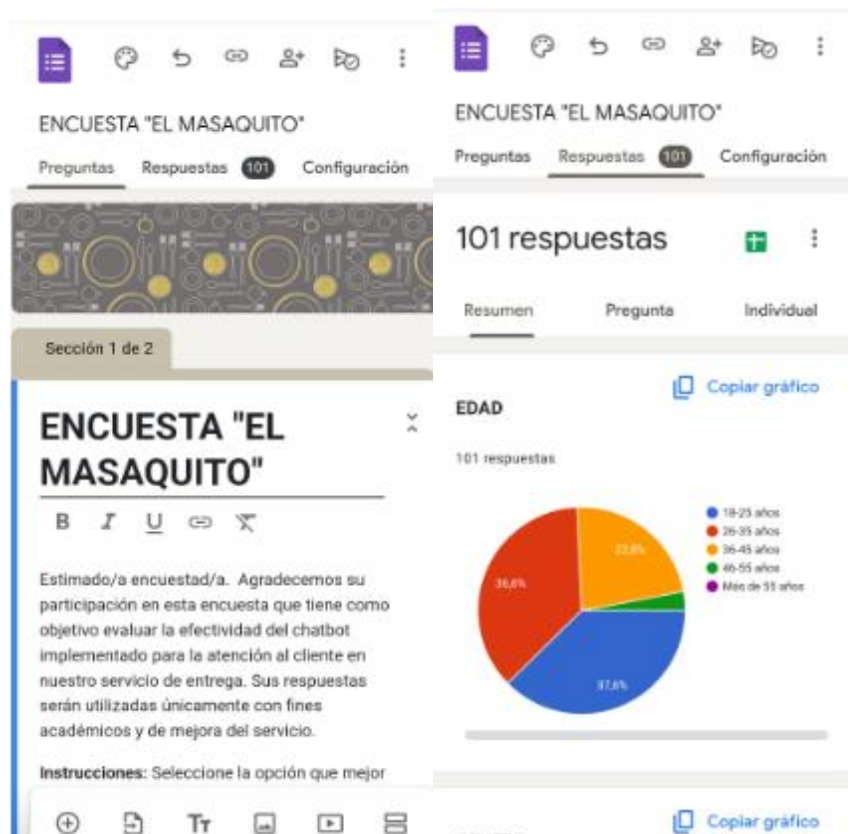 ENCUESTA "EL MASAQUITO"
Preguntas Respuestas 101 Configuración
Sección 1 de 2
ENCUESTA "EL
MASAQUITO"
B I U
Estimado/a encuestad/a. Agradecemos su
participación en esta encuesta que tiene como
objetivo evaluar la efectividad del chatbot
implementado para la atención al cliente en
nuestro servicio de entrega. Sus respuestas
serán utilizadas únicamente con fines
académicos y de mejora del servicio.
Instrucciones: Seleccione la opción que mejor
Tт
ENCUESTA "EL MASAQUITO"
Preguntas Respuestas 101 Configuración
101 respuestas
Resumen Pregunta Individual
Copiar gráfico
EDAD
101 respuestas
18-25 años
26-35 años
36-45 años
46-55 años
Más de 55 años
22,8%
36,6%
37,6%
Copiar gráfico